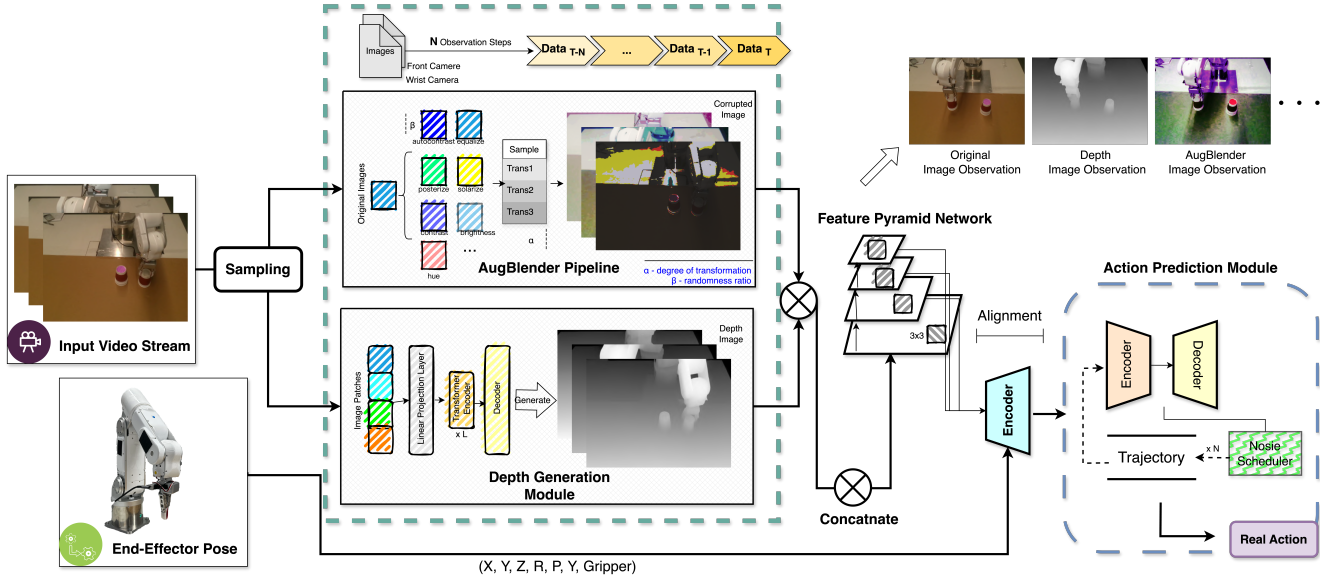 Images
N Observation Steps
Front Camere
Wrist Camera
Data T-N
...
Data T-1
Data T
Original Images
β
autocontrast
equalize
posterize
solarize
contrast
brightness
hue
...
Sample
Trans1
Trans2
Trans3
α
Corrupted
Image
AugBlender Pipeline
α - degree of transformation
β - randomness ratio
Input Video Stream
Sampling
End-Effector Pose
Image Patches
Linear Projection Layer
Transformer
Encoder
x L
Decoder
Generate
Depth
Image
Depth Generation
Module
(X, Y, Z, R, P, Y, Gripper)
Concatnate
Feature Pyramid Network
3x3
Original
Image Observation
Depth
Image Observation
AugBlender
Image Observation
Alignment
Encoder
Action Prediction Module
Encoder
Decoder
Trajectory
x N
Nosie
Scheduler
Real Action